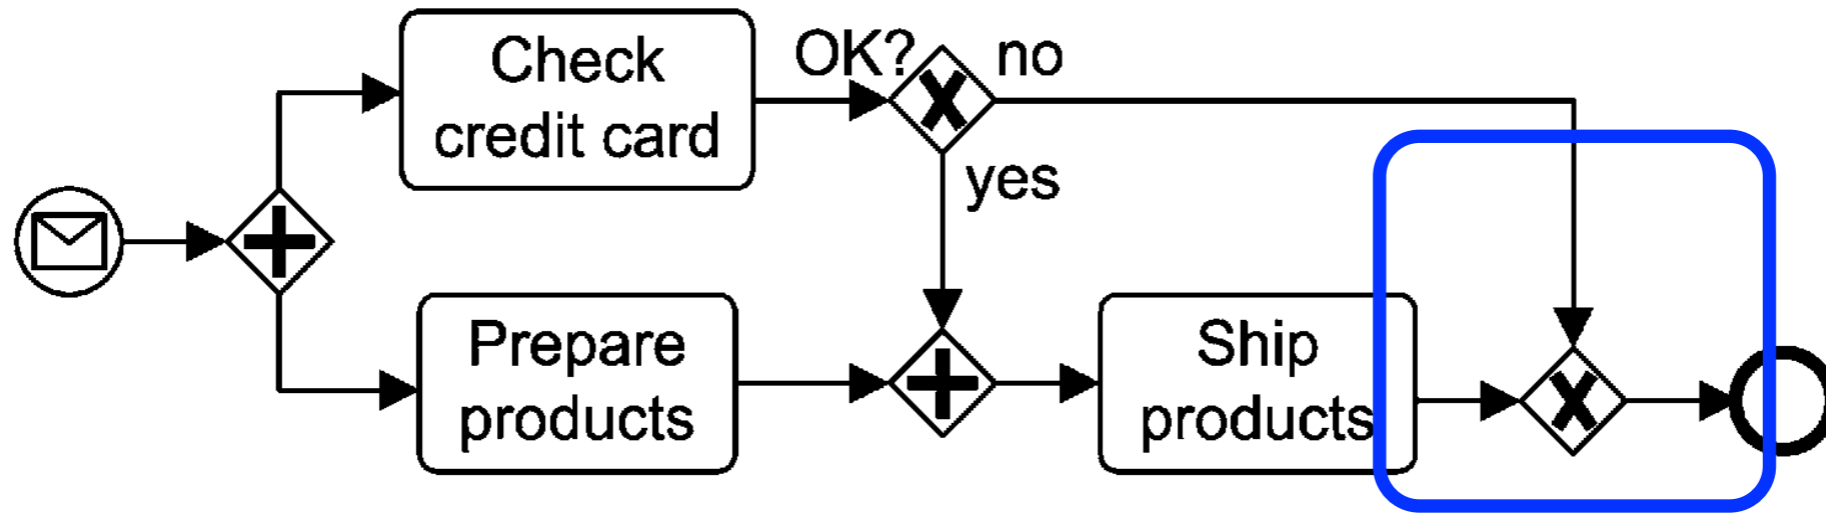 Check
credit card
OK?
no
yes
Prepare
products
Ship
products